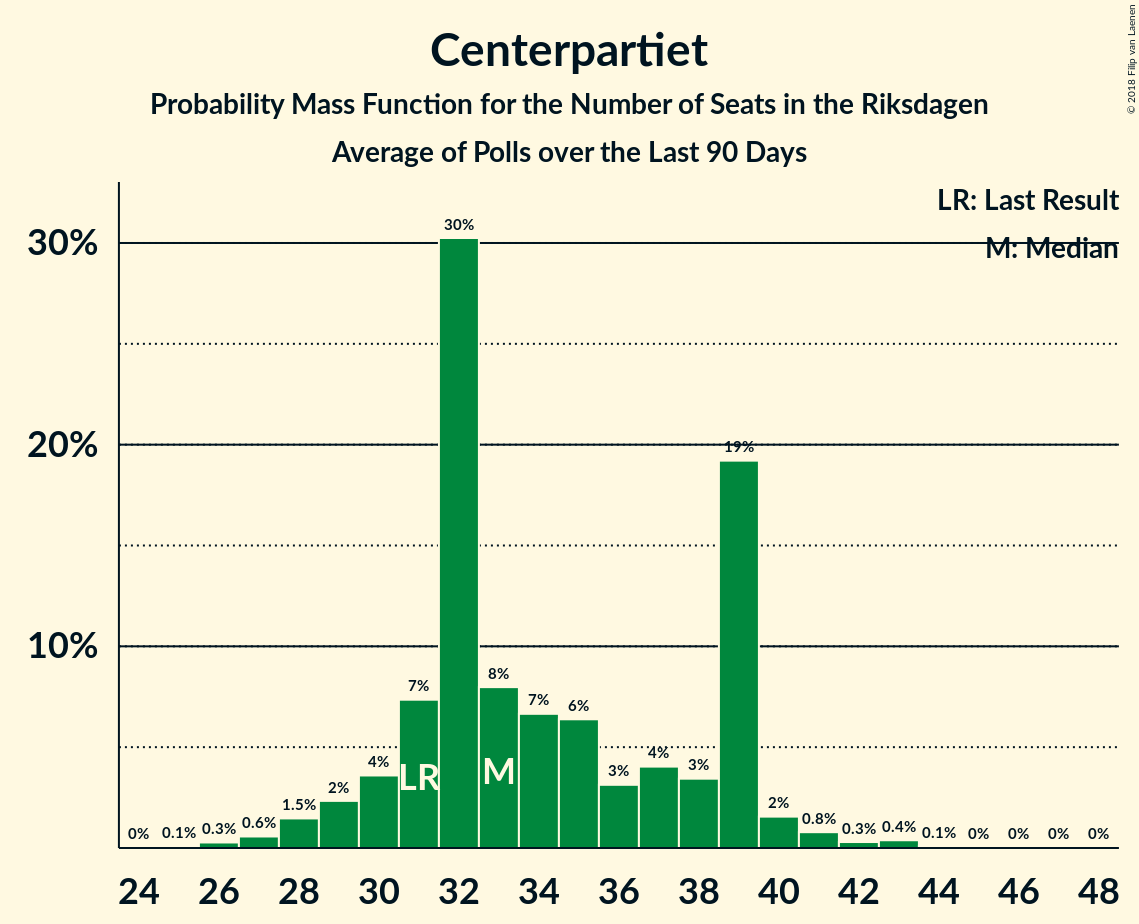 Centerpartiet
Probability Mass Function for the Number of Seats in the Riksdagen
Average of Polls over the Last 90 Days
© 2018 Filip van Laenen
LR: Last Result
M: Median
30%
20%
10%
0% 0.1% 0.3% 0.6% 1.5% 2% 4% 7% 30% 8% 7% 6% 3% 4% 3% 19% 2% 0.8% 0.3% 0.4% 0.1% 0% 0% 0% 0%
LR M
24 26 28 30 32 34 36 38 40 42 44 46 48